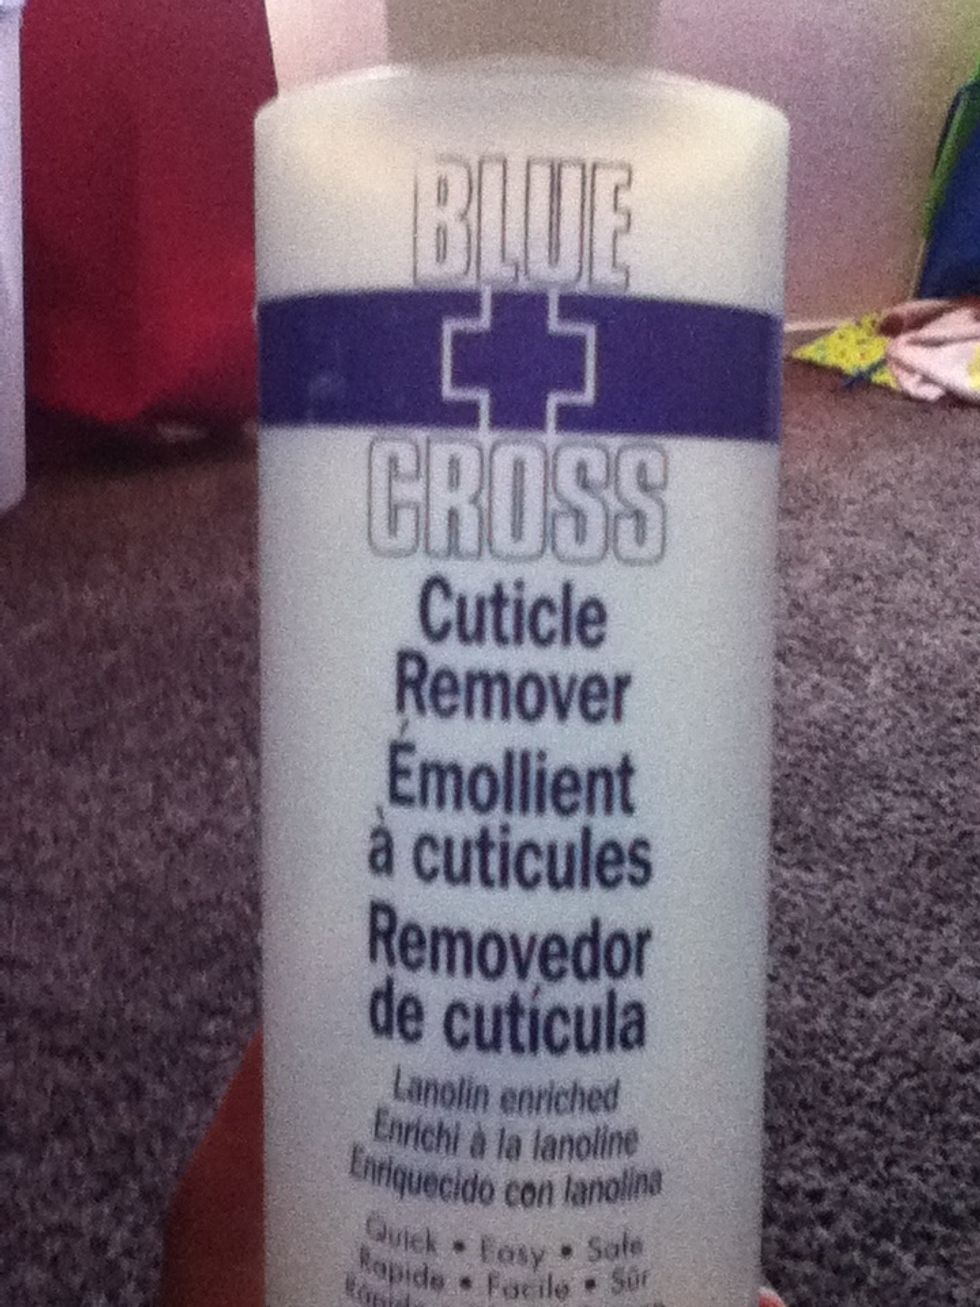 BLUE
CROSS
Cuticle
Remover
Émollient
à cuticules
Removedor
de cutícula
Lanolin enriched
Enrichi à la lanoline
Enriquecido con lanolina
Quick • Easy • Safe
Rapide • Facile • Sûr